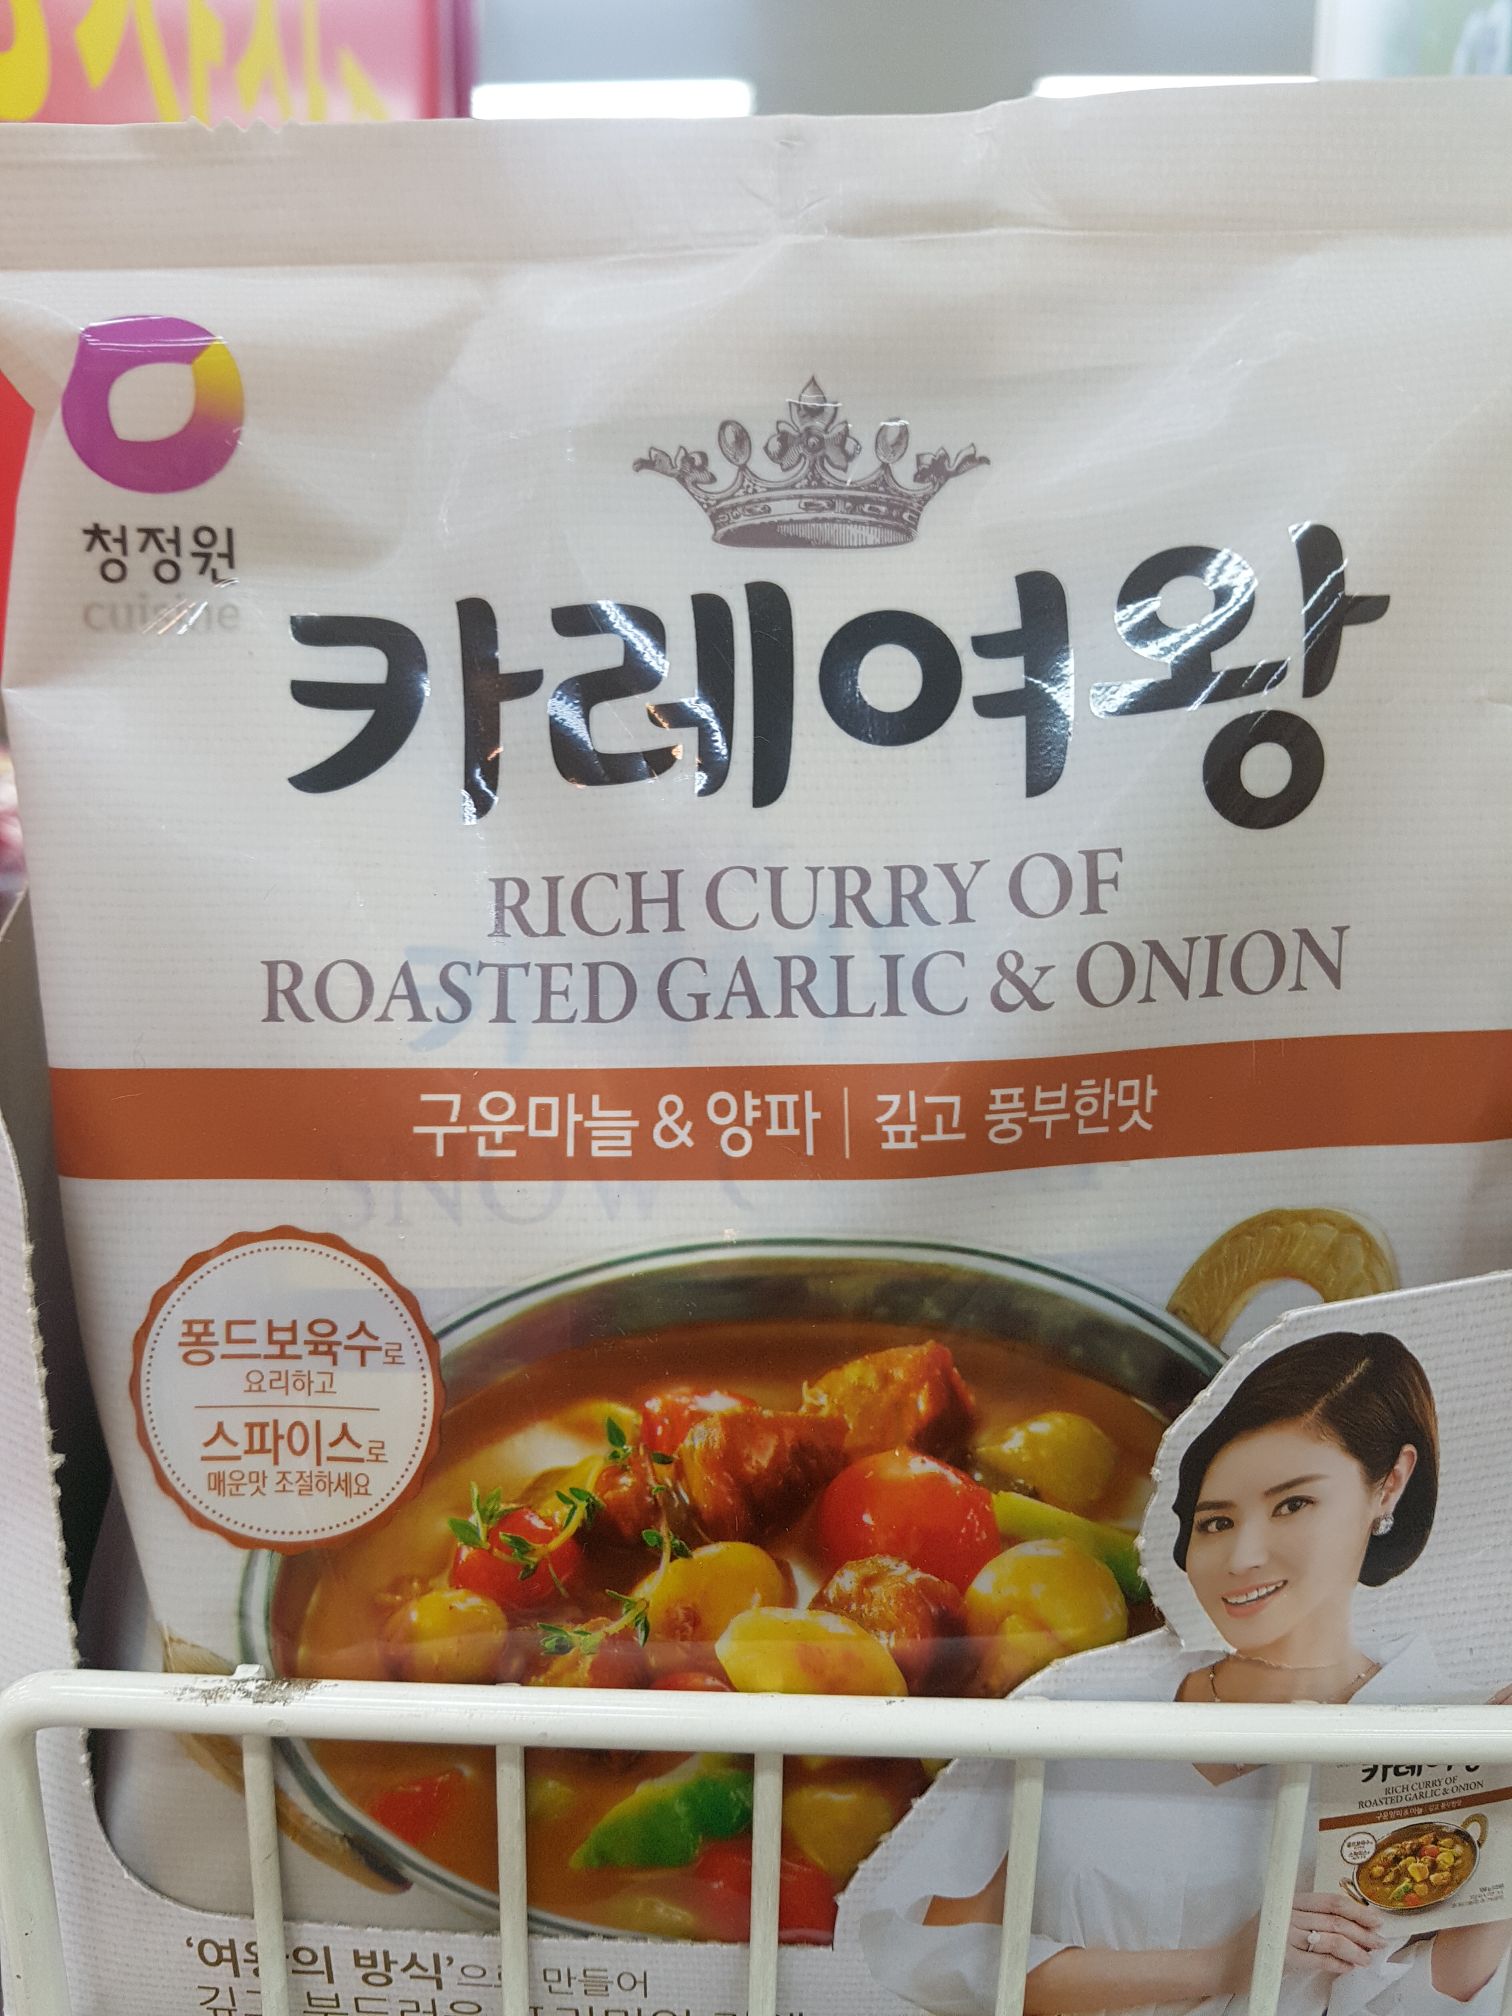 청정원
cuisine
카레여왕
RICH CURRY OF
ROASTED GARLIC & ONION
구운마늘 & 양파 | 깊고 풍부한맛
퐁드보육수로
요리하고
스파이스로
매운맛 조절하세요
RICH CURRY OF
ROASTED GARLIC & ONION
'여왕의 방식'으로 만들어